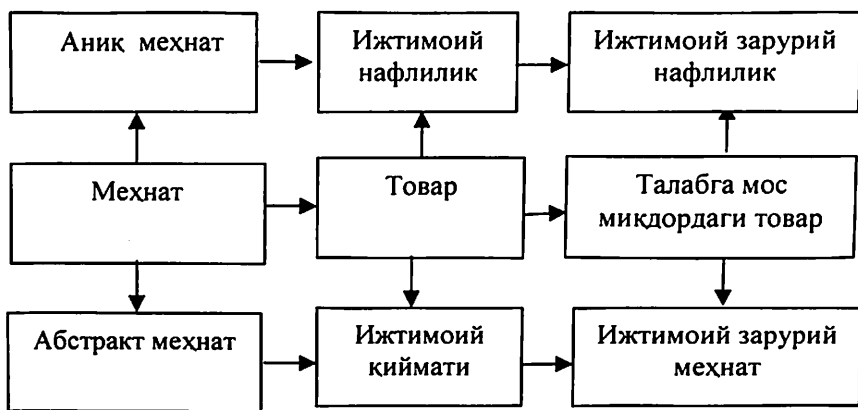 Аниқ меҳнат
Ижтимоий
нафлилик
Ижтимоий зарурий
нафлилик
Меҳнат
Товар
Талабга мос
миқдордаги товар
Абстракт меҳнат
Ижтимоий
қиймати
Ижтимоий зарурий
меҳнат